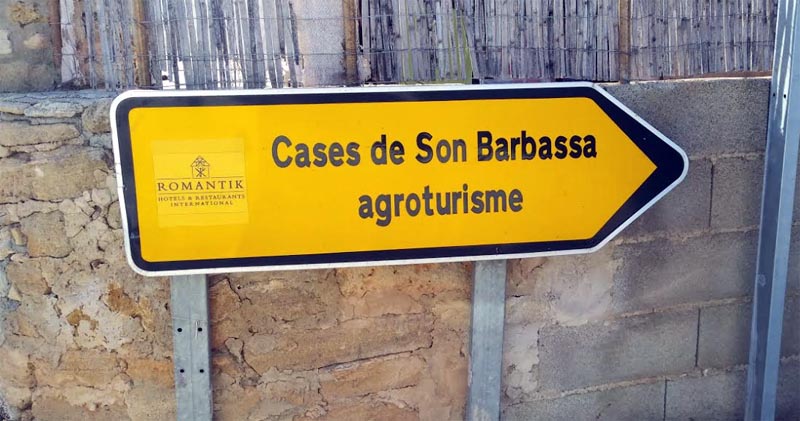 ROMANTIK
HOTELS & RESTAURANTS
INTERNATIONAL
Cases de Son Barbassa
agroturisme